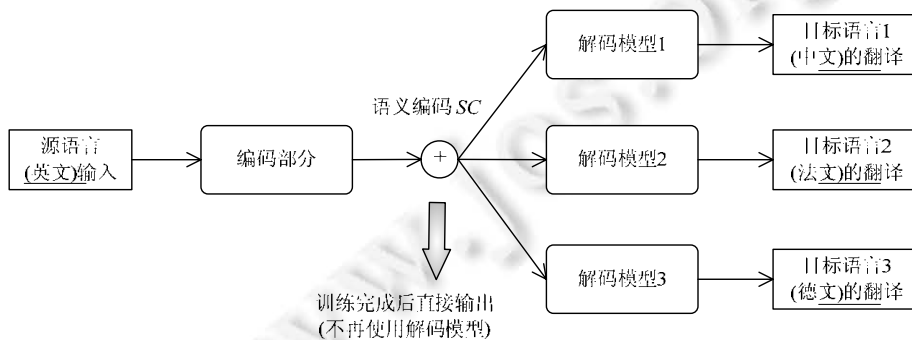 解码模型1
目标语言1
(中文)的翻译
语义编码 SC
源语言
(英文)输入
编码部分
+
解码模型2
目标语言2
(法文)的翻译
解码模型3
目标语言3
(德文)的翻译
训练完成后直接输出
(不再使用解码模型)